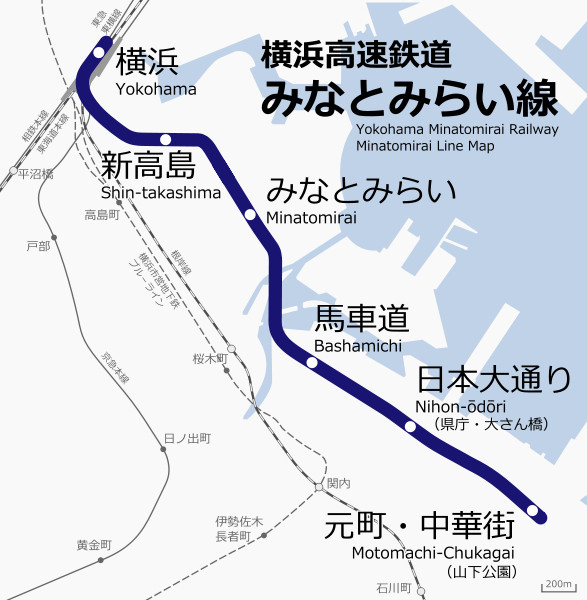 東急
東横線
横浜高速鉄道
みなとみらい線
Yokohama Minatomirai Railway
Minatomirai Line Map
横浜
Yokohama
相鉄本線
東海道本線
平沼橋
新高島
Shin-takashima
高島町
みなとみらい
Minatomirai
戸部
根岸線
横浜市営地下鉄
ブルーライン
馬車道
Bashamichi
桜木町
京急本線
日本大通り
Nihon-ōdōri
（県庁・大さん橋）
日ノ出町
関内
元町・中華街
Motomachi-Chukagai
（山下公園）
伊勢佐木
長者町
黄金町
石川町
200m